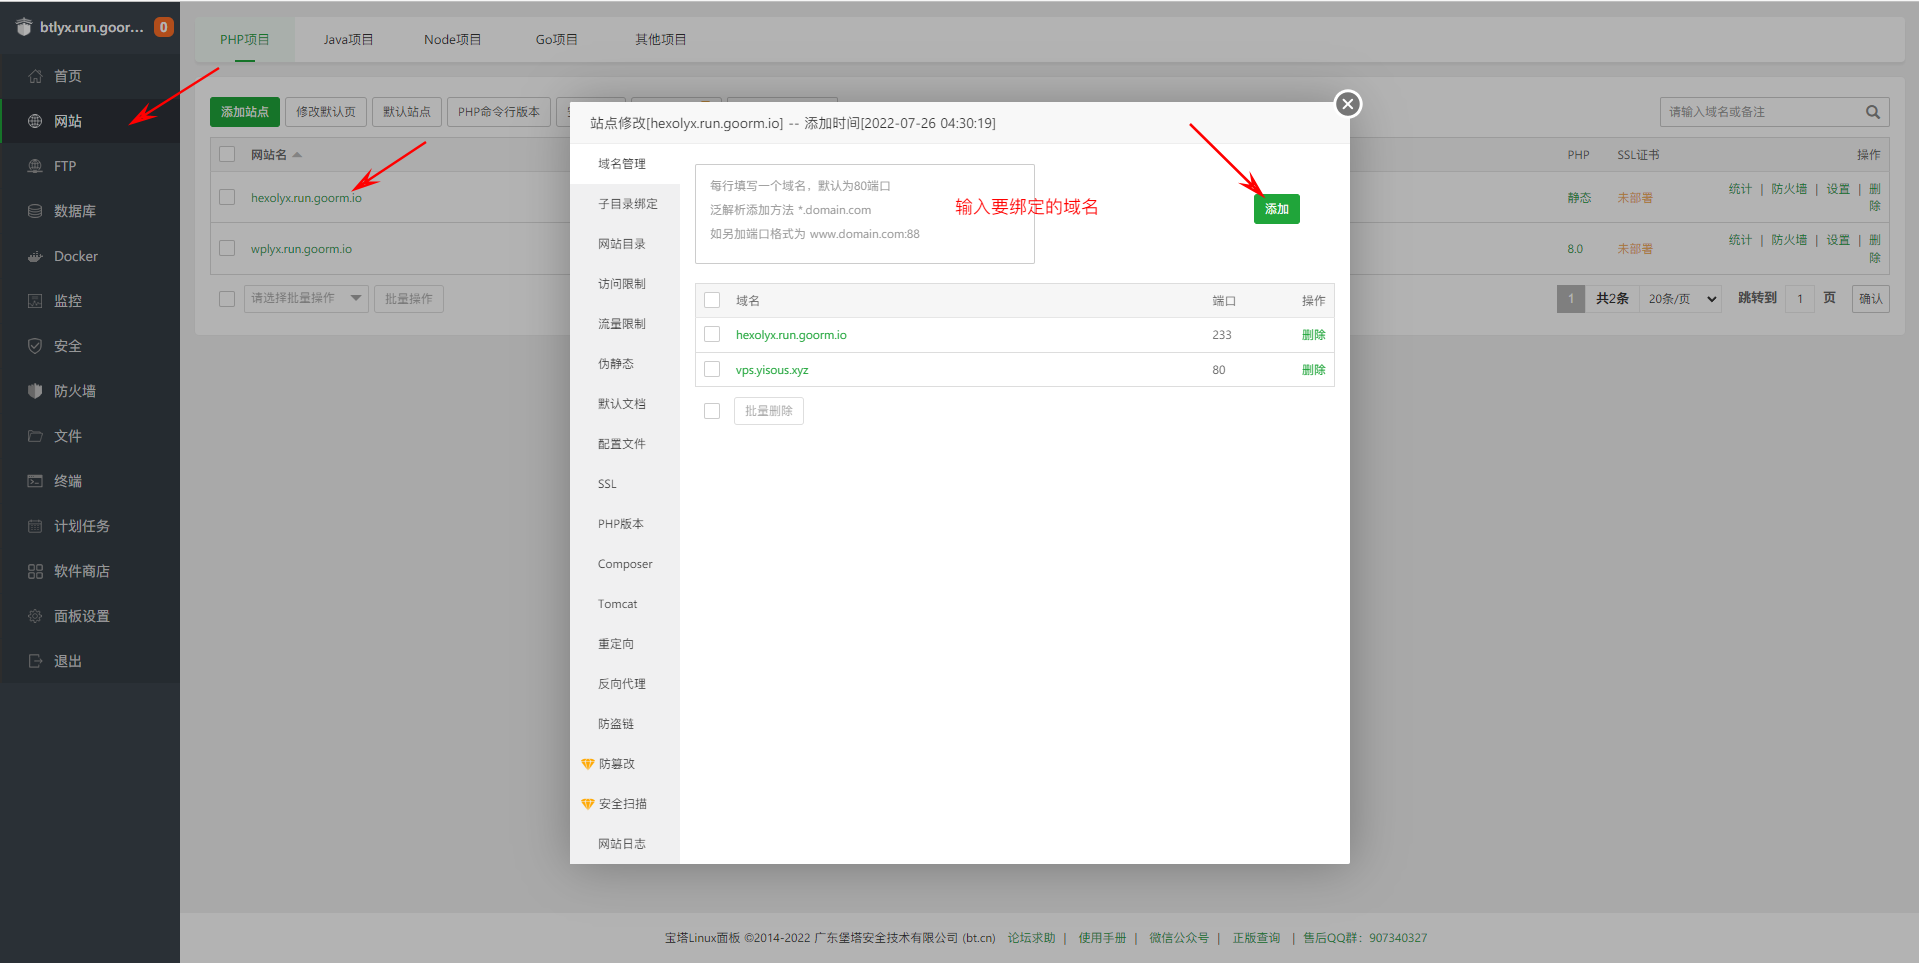 btlyx.run.goor... 0
首页
网站
FTP
数据库
Docker
监控
安全
防火墙
文件
终端
计划任务
软件商店
面板设置
退出
PHP项目 Java项目 Node项目 Go项目 其他项目
添加站点 修改默认页 默认站点 PHP命令行版本
请输入域名或备注
网站名 PHP SSL证书 操作
hexolyx.run.goorm.io 静态 未部署 统计 | 防火墙 | 设置 | 删除
wplyx.run.goorm.io 8.0 未部署 统计 | 防火墙 | 设置 | 删除
请选择批量操作 批量操作
1 共2条 20条/页 跳转到 1 页 确认
站点修改[hexolyx.run.goorm.io] -- 添加时间[2022-07-26 04:30:19]
域名管理
子目录绑定
网站目录
访问限制
流量限制
伪静态
默认文档
配置文件
SSL
PHP版本
Composer
Tomcat
重定向
反向代理
防盗链
防篡改
安全扫描
网站日志
每行填写一个域名，默认为80端口
泛解析添加方法 *.domain.com
如另加端口格式为 www.domain.com:88
输入要绑定的域名
添加
域名 端口 操作
hexolyx.run.goorm.io 233 删除
vps.yisous.xyz 80 删除
批量删除
宝塔Linux面板 ©2014-2022 广东堡塔安全技术有限公司 (bt.cn) 论坛求助 | 使用手册 | 微信公众号 | 正版查询 | 售后QQ群：907340327